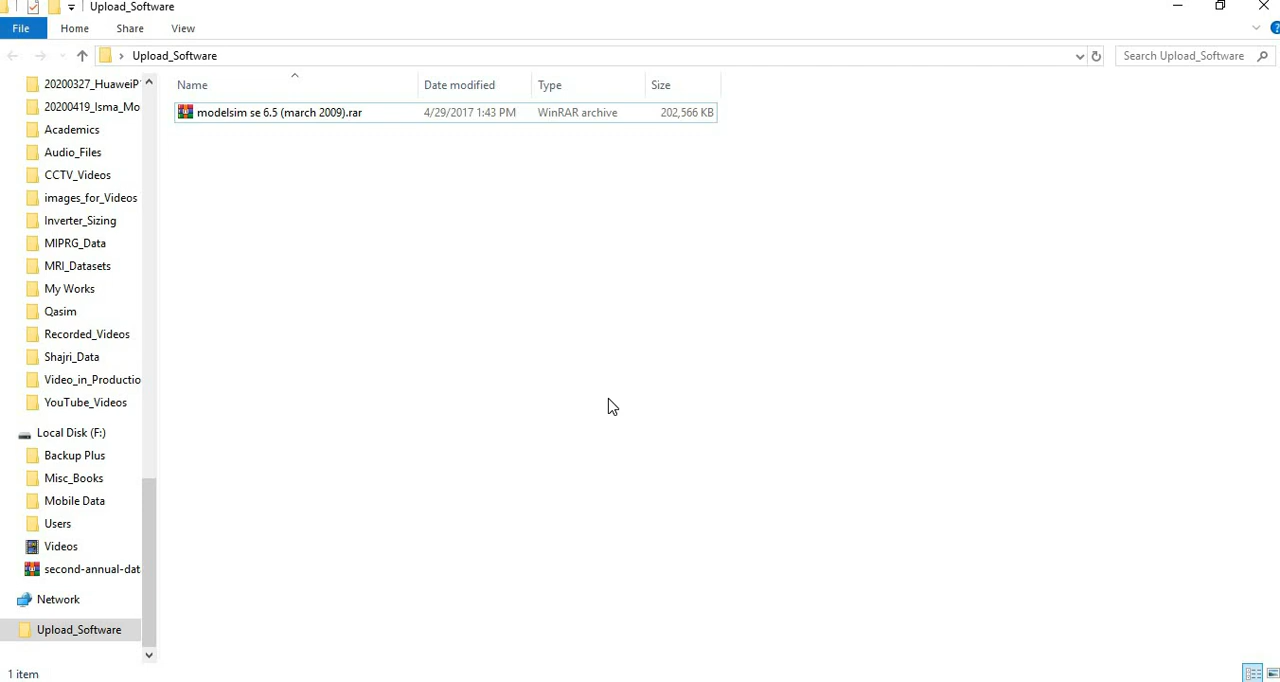 Upload_Software
File Home Share View
Upload_Software
Search Upload_Software
Name Date modified Type Size
modelsim se 6.5 (march 2009).rar 4/29/2017 1:43 PM WinRAR archive 202,566 KB
20200327_HuaweiP
20200419_Isma_Mo
Academics
Audio_Files
CCTV_Videos
images_for_Videos
Inverter_Sizing
MIPRG_Data
MRI_Datasets
My Works
Qasim
Recorded_Videos
Shajri_Data
Video_in_Productio
YouTube_Videos
Local Disk (F:)
Backup Plus
Misc_Books
Mobile Data
Users
Videos
second-annual-dat
Network
Upload_Software
1 item